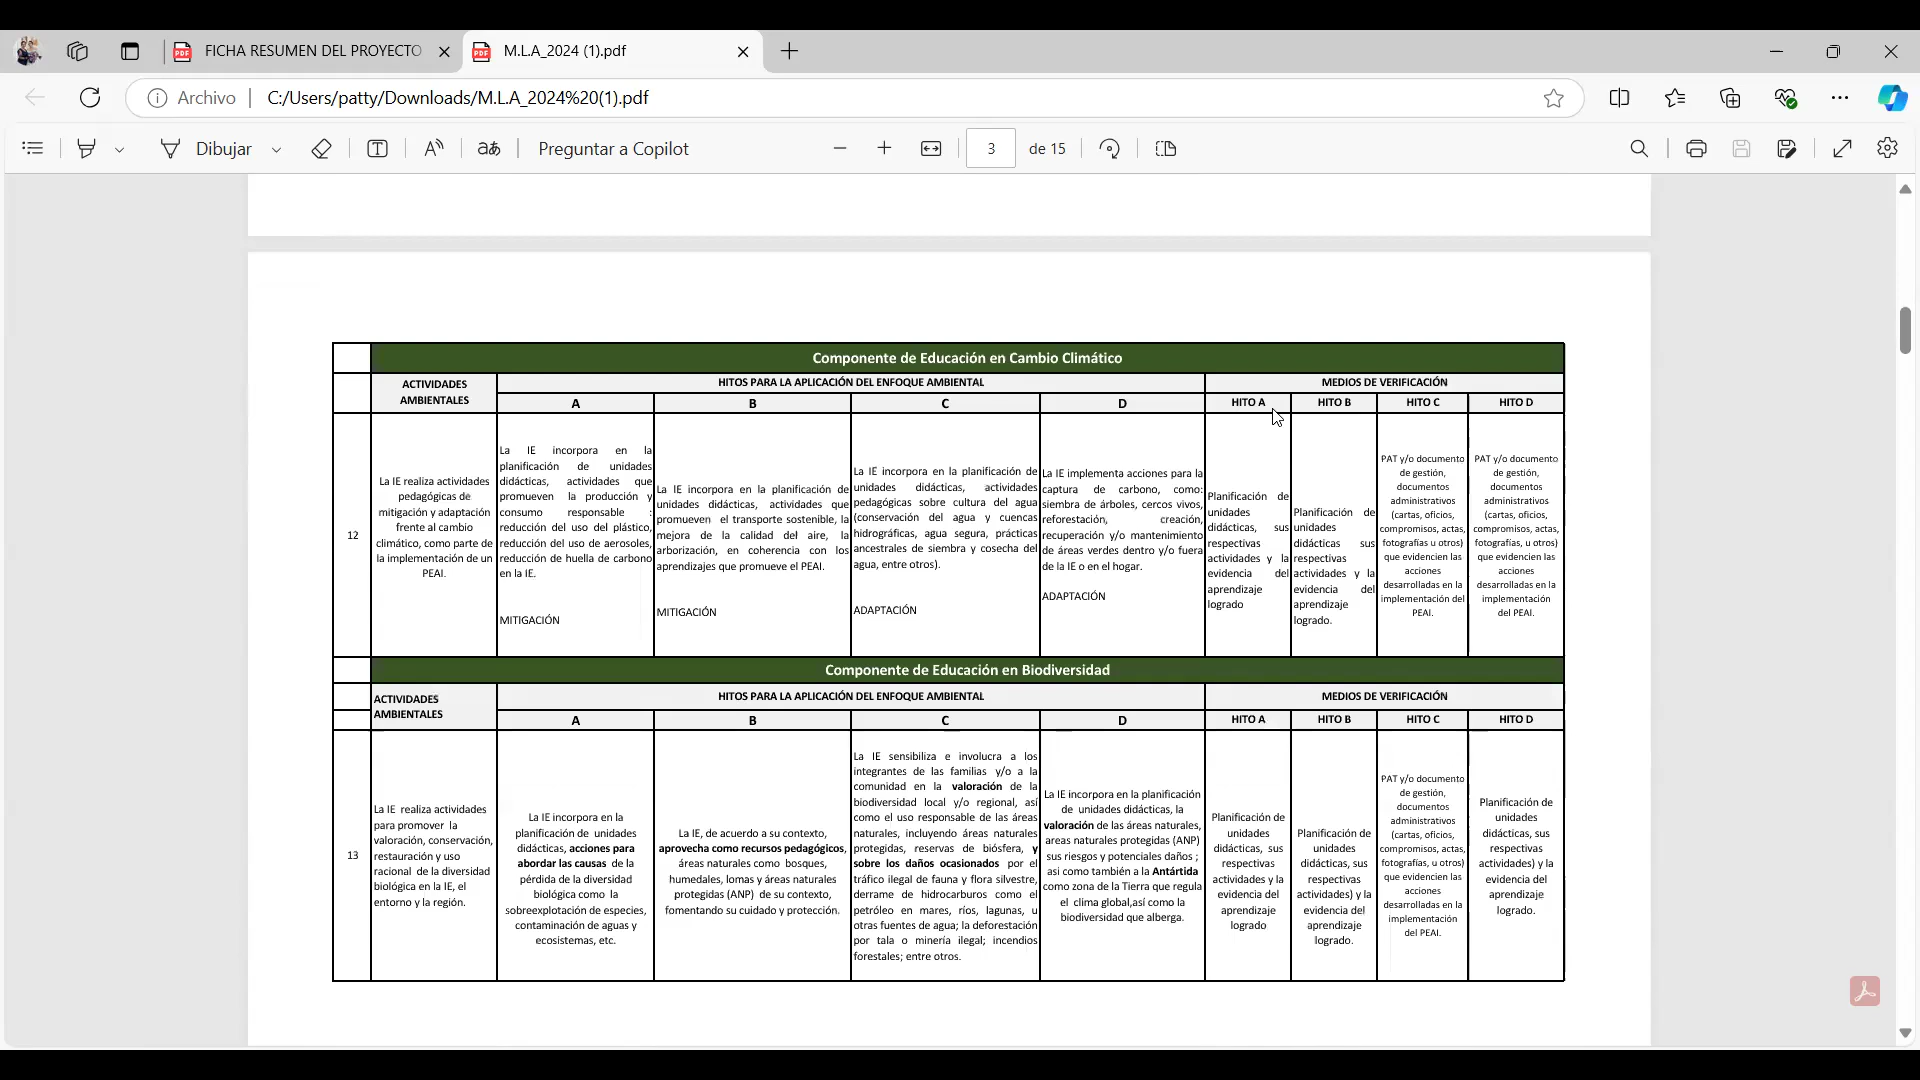 FICHA RESUMEN DEL PROYECTO
M.L.A_2024 (1).pdf
Archivo
C:/Users/patty/Downloads/M.L.A_2024%20(1).pdf
Dibujar
Preguntar a Copilot
3
de 15
Componente de Educación en Cambio Climático
ACTIVIDADES
AMBIENTALES
HITOS PARA LA APLICACIÓN DEL ENFOQUE AMBIENTAL
MEDIOS DE VERIFICACIÓN
A
B
C
D
HITO A
HITO B
HITO C
HITO D
12
La IE realiza actividades
pedagógicas de
mitigación y adaptación
frente al cambio
climático, como parte de
la implementación de un
PEAI.
La IE incorpora en la
planificación de unidades
didácticas, actividades que
promueven la producción y
consumo responsable :
reducción del uso del plástico,
reducción del uso de aerosoles,
reducción de huella de carbono
en la IE.
MITIGACIÓN
La IE incorpora en la planificación de
unidades didácticas, actividades que
promueven el transporte sostenible, la
mejora de la calidad del aire, la
arborización, en coherencia con los
aprendizajes que promueve el PEAI.
MITIGACIÓN
La IE incorpora en la planificación de
unidades didácticas, actividades
pedagógicas sobre cultura del agua
(conservación del agua y cuencas
hidrográficas, agua segura, prácticas
ancestrales de siembra y cosecha del
agua, entre otros).
ADAPTACIÓN
La IE implementa acciones para la
captura de carbono, como:
siembra de árboles, cercos vivos,
reforestación, creación,
recuperación y/o mantenimiento
de áreas verdes dentro y/o fuera
de la IE o en el hogar.
ADAPTACIÓN
Planificación de
unidades
didácticas, sus
respectivas
actividades y la
evidencia del
aprendizaje
logrado
Planificación de
unidades
didácticas sus
respectivas
actividades y la
evidencia del
aprendizaje
logrado.
PAT y/o documento
de gestión,
documentos
administrativos
(cartas, oficios,
compromisos, actas,
fotografías u otros)
que evidencien las
acciones
desarrolladas en la
implementación del
PEAI.
PAT y/o documento
de gestión,
documentos
administrativos
(cartas, oficios,
compromisos, actas,
fotografías, u otros)
que evidencien las
acciones
desarrolladas en la
implementación
del PEAI.
Componente de Educación en Biodiversidad
ACTIVIDADES
AMBIENTALES
HITOS PARA LA APLICACIÓN DEL ENFOQUE AMBIENTAL
MEDIOS DE VERIFICACIÓN
A
B
C
D
HITO A
HITO B
HITO C
HITO D
13
La IE realiza actividades
para promover la
valoración, conservación,
restauración y uso
racional de la diversidad
biológica en la IE, el
entorno y la región.
La IE incorpora en la
planificación de unidades
didácticas, acciones para
abordar las causas de la
pérdida de la diversidad
biológica como la
sobreexplotación de especies,
contaminación de aguas y
ecosistemas, etc.
La IE, de acuerdo a su contexto,
aprovecha como recursos pedagógicos,
áreas naturales como bosques,
humedales, lomas y áreas naturales
protegidas (ANP) de su contexto,
fomentando su cuidado y protección.
La IE sensibiliza e involucra a los
integrantes de las familias y/o a la
comunidad en la valoración de la
biodiversidad local y/o regional, así
como el uso responsable de las áreas
naturales, incluyendo áreas naturales
protegidas, reservas de biósfera, y
sobre los daños ocasionados por el
tráfico ilegal de fauna y flora silvestre,
derrame de hidrocarburos como el
petróleo en mares, ríos, lagunas, u
otras fuentes de agua; la deforestación
por tala o minería ilegal; incendios
forestales; entre otros.
La IE incorpora en la planificación
de unidades didácticas, la
valoración de las áreas naturales,
areas naturales protegidas (ANP)
sus riesgos y potenciales daños ;
asi como también a la Antártida
como zona de la Tierra que regula
el clima global,así como la
biodiversidad que alberga.
Planificación de
unidades
didácticas, sus
respectivas
actividades y la
evidencia del
aprendizaje
logrado
Planificación de
unidades
didácticas, sus
respectivas
actividades) y la
evidencia del
aprendizaje
logrado.
PAT y/o documento
de gestión,
documentos
administrativos
(cartas, oficios,
compromisos, actas,
fotografías, u otros)
que evidencien las
acciones
desarrolladas en la
implementación
del PEAI.
Planificación de
unidades
didácticas, sus
respectivas
actividades) y la
evidencia del
aprendizaje
logrado.